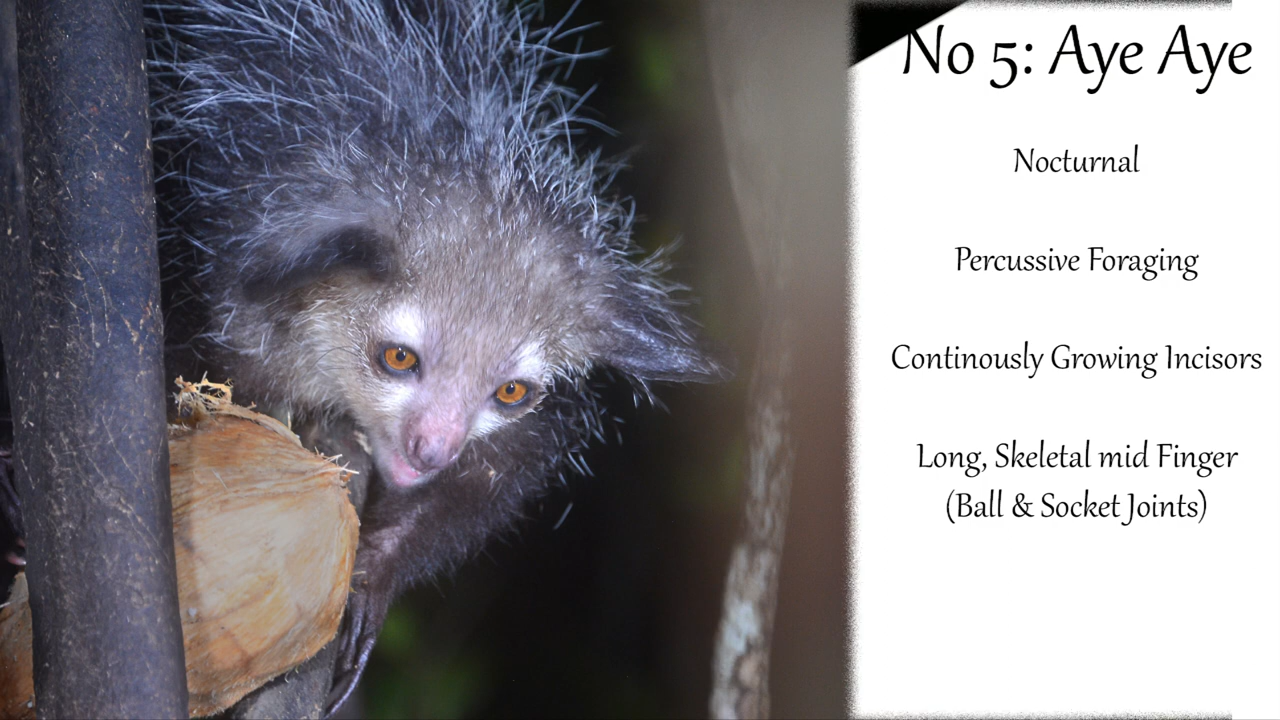 No 5: Aye Aye
Nocturnal
Percussive Foraging
Continously Growing Incisors
Long, Skeletal mid Finger
(Ball & Socket Joints)